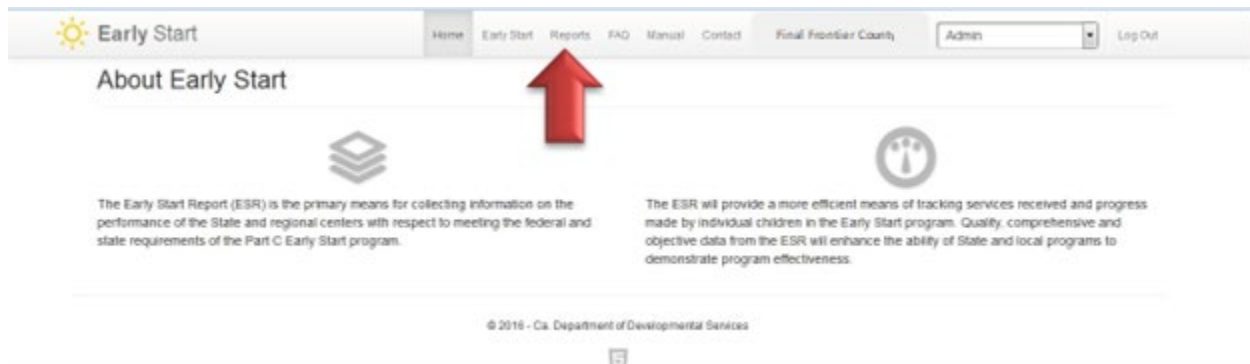 Early Start
Home Early Start Reports FAQ Manual Contact Final Frontier County Admin Log Out
About Early Start
The Early Start Report (ESR) is the primary means for collecting information on the
performance of the State and regional centers with respect to meeting the federal and
state requirements of the Part C Early Start program.
The ESR will provide a more efficient means of tracking services received and progress
made by individual children in the Early Start program. Quality, comprehensive and
objective data from the ESR will enhance the ability of State and local programs to
demonstrate program effectiveness.
© 2016 - Ca. Department of Developmental Services
5